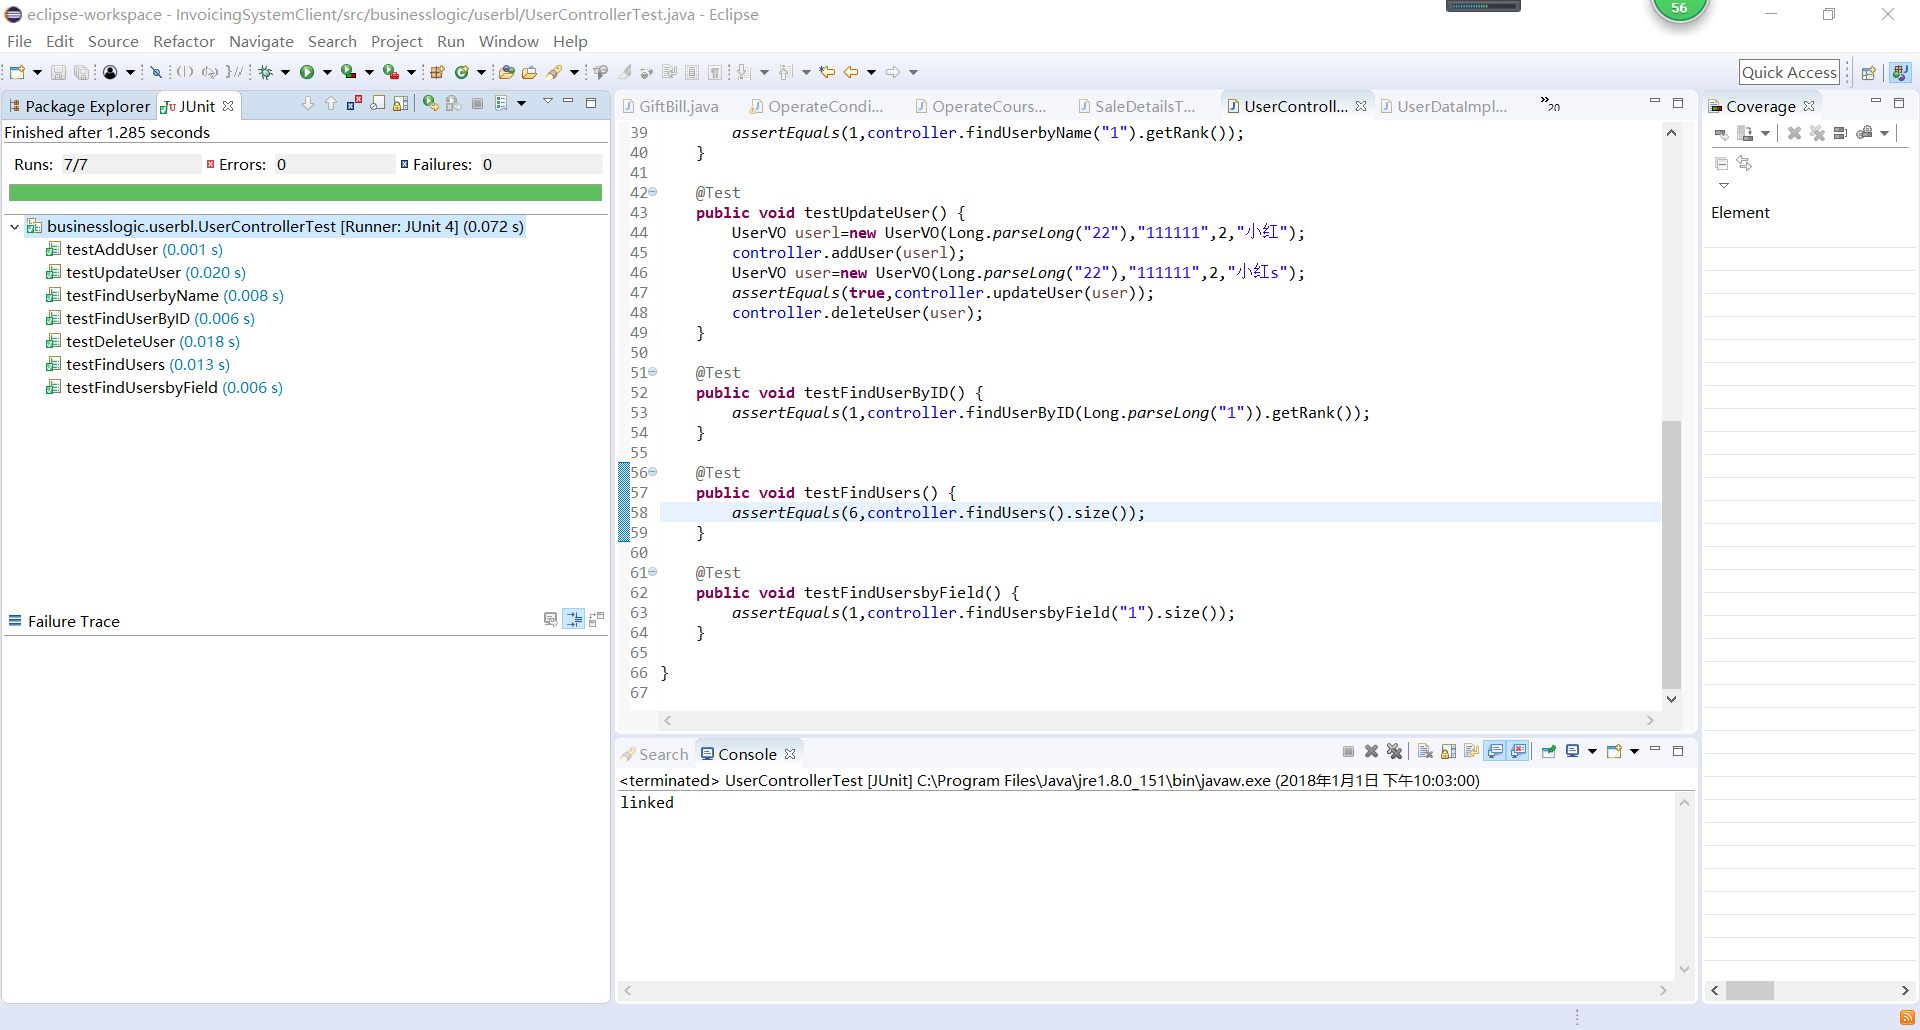 eclipse-workspace - InvoicingSystemClient/src/businesslogic/userbl/UserControllerTest.java - Eclipse
56
File Edit Source Refactor Navigate Search Project Run Window Help
Quick Access
Package Explorer JUnit
Finished after 1.285 seconds
Runs: 7/7 Errors: 0 Failures: 0
businesslogic.userbl.UserControllerTest [Runner: JUnit 4] (0.072 s)
testAddUser (0.001 s)
testUpdateUser (0.020 s)
testFindUserbyName (0.008 s)
testFindUserByID (0.006 s)
testDeleteUser (0.018 s)
testFindUsers (0.013 s)
testFindUsersbyField (0.006 s)
Failure Trace
GiftBill.java OperateCondi... OperateCours... SaleDetailsT... UserControll... UserDataImpl... »20
39 assertEquals(1,controller.findUserbyName("1").getRank());
40 }
41
42 @Test
43 public void testUpdateUser() {
44 UserVO userl=new UserVO(Long.parseLong("22"),"111111",2,"小红");
45 controller.addUser(userl);
46 UserVO user=new UserVO(Long.parseLong("22"),"111111",2,"小红s");
47 assertEquals(true,controller.updateUser(user));
48 controller.deleteUser(user);
49 }
50
51 @Test
52 public void testFindUserByID() {
53 assertEquals(1,controller.findUserByID(Long.parseLong("1")).getRank());
54 }
55
56 @Test
57 public void testFindUsers() {
58 assertEquals(6,controller.findUsers().size());
59 }
60
61 @Test
62 public void testFindUsersbyField() {
63 assertEquals(1,controller.findUsersbyField("1").size());
64 }
65
66 }
67
Search Console
<terminated> UserControllerTest [JUnit] C:\Program Files\Java\jre1.8.0_151\bin\javaw.exe (2018年1月1日 下午10:03:00)
linked
Coverage
Element